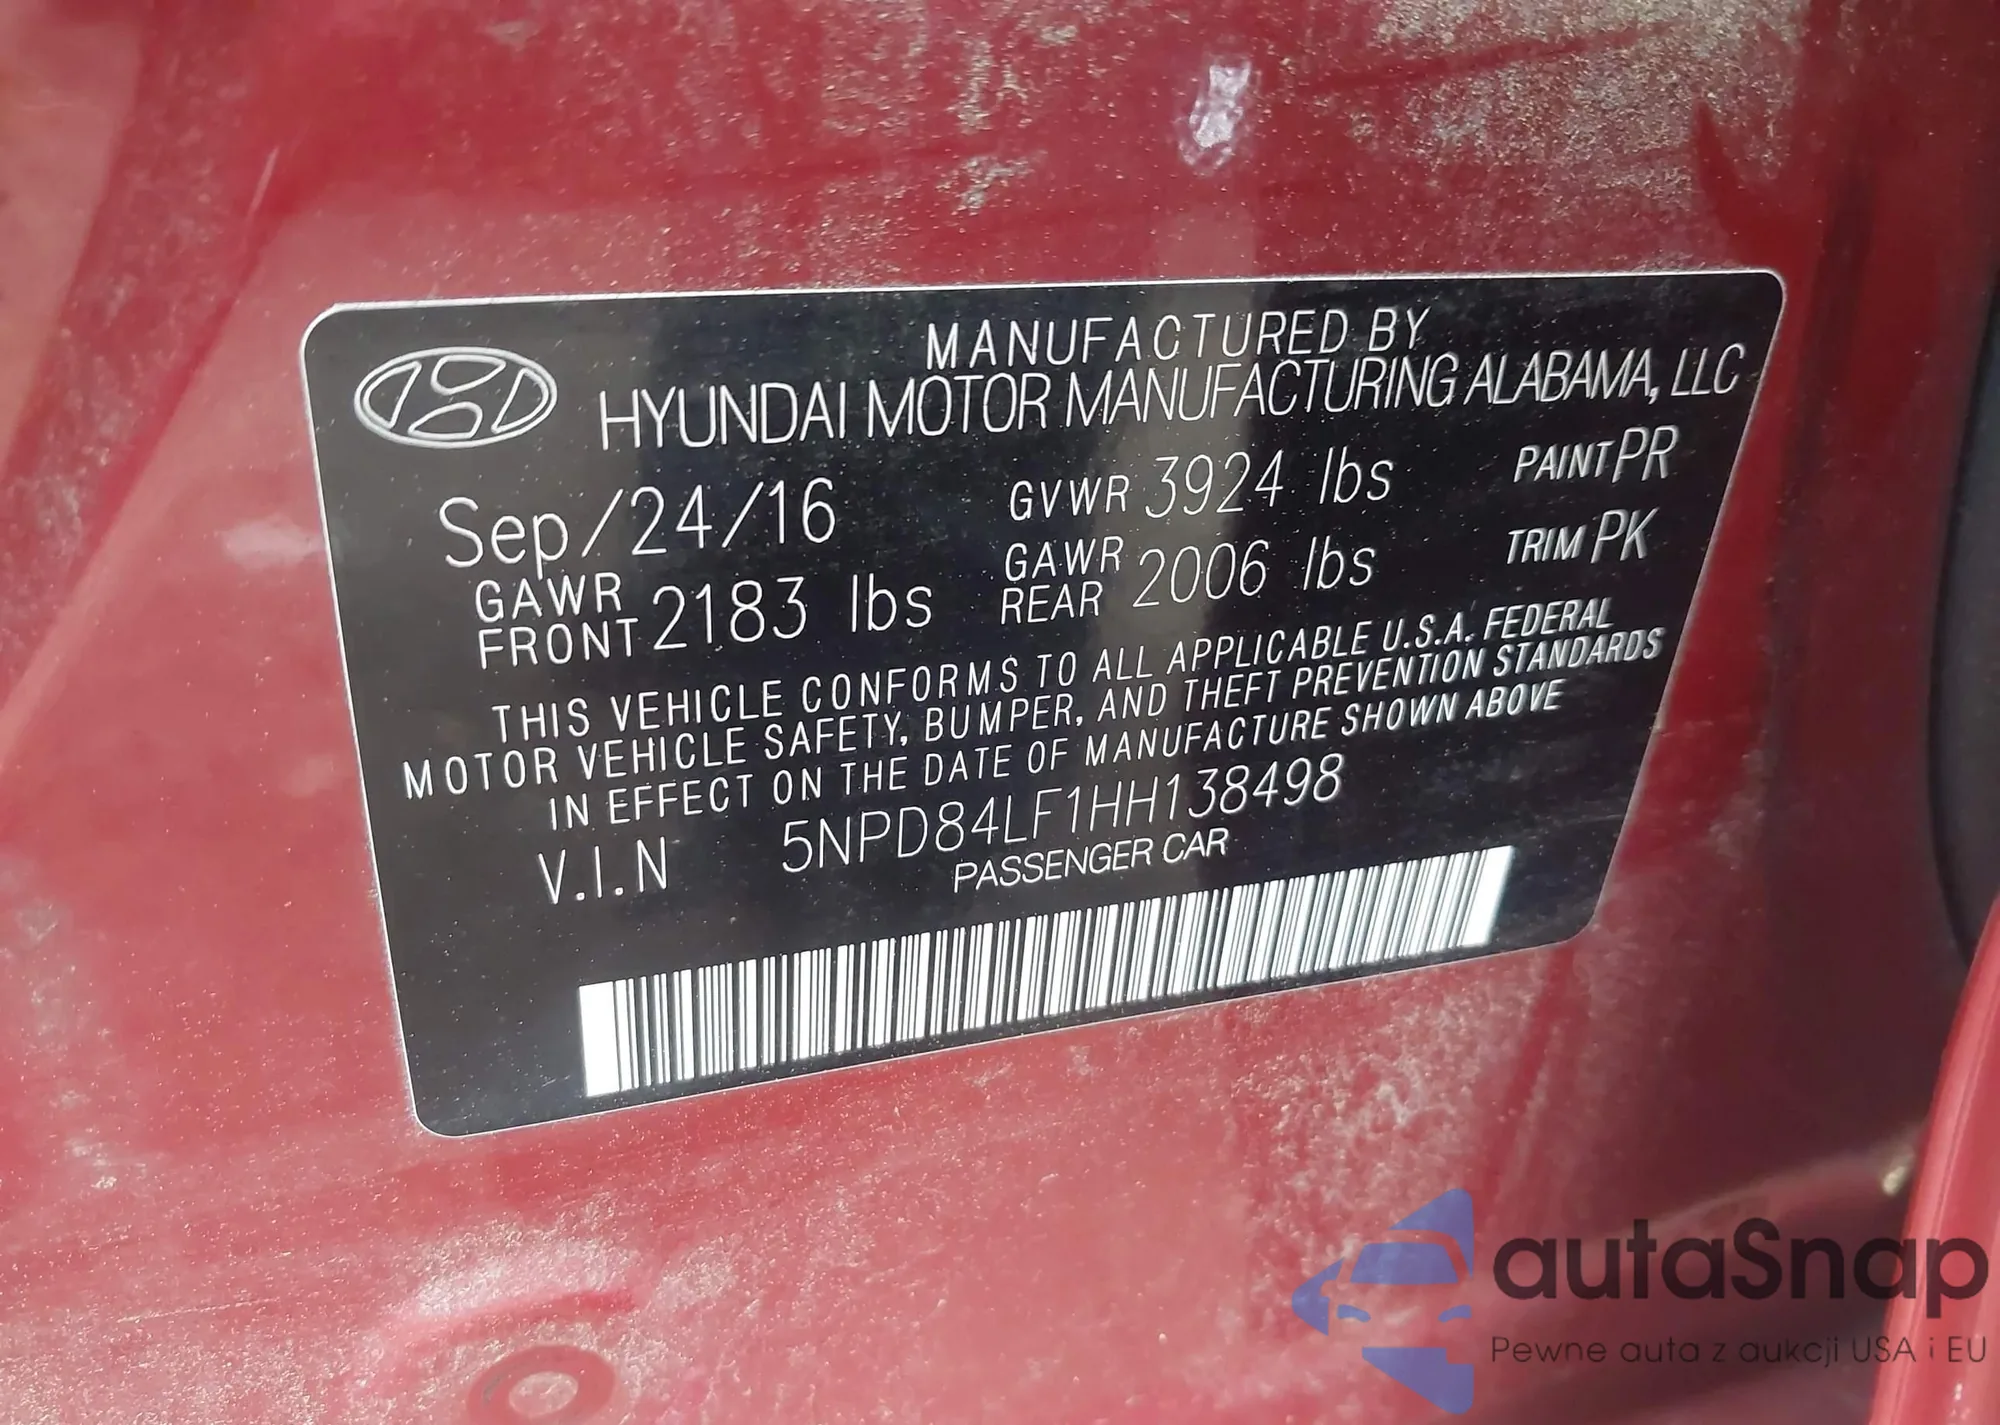 MANUFACTURED BY
HYUNDAI MOTOR MANUFACTURING ALABAMA, LLC
Sep/24/16 GVWR 3924 lbs PAINT PR
GAWR FRONT 2183 lbs GAWR REAR 2006 lbs TRIM PK
THIS VEHICLE CONFORMS TO ALL APPLICABLE U.S.A. FEDERAL
MOTOR VEHICLE SAFETY, BUMPER, AND THEFT PREVENTION STANDARDS
IN EFFECT ON THE DATE OF MANUFACTURE SHOWN ABOVE
V.I.N 5NPD84LF1HH138498
PASSENGER CAR
autaSnap
Pewne auta z aukcji USA i EU